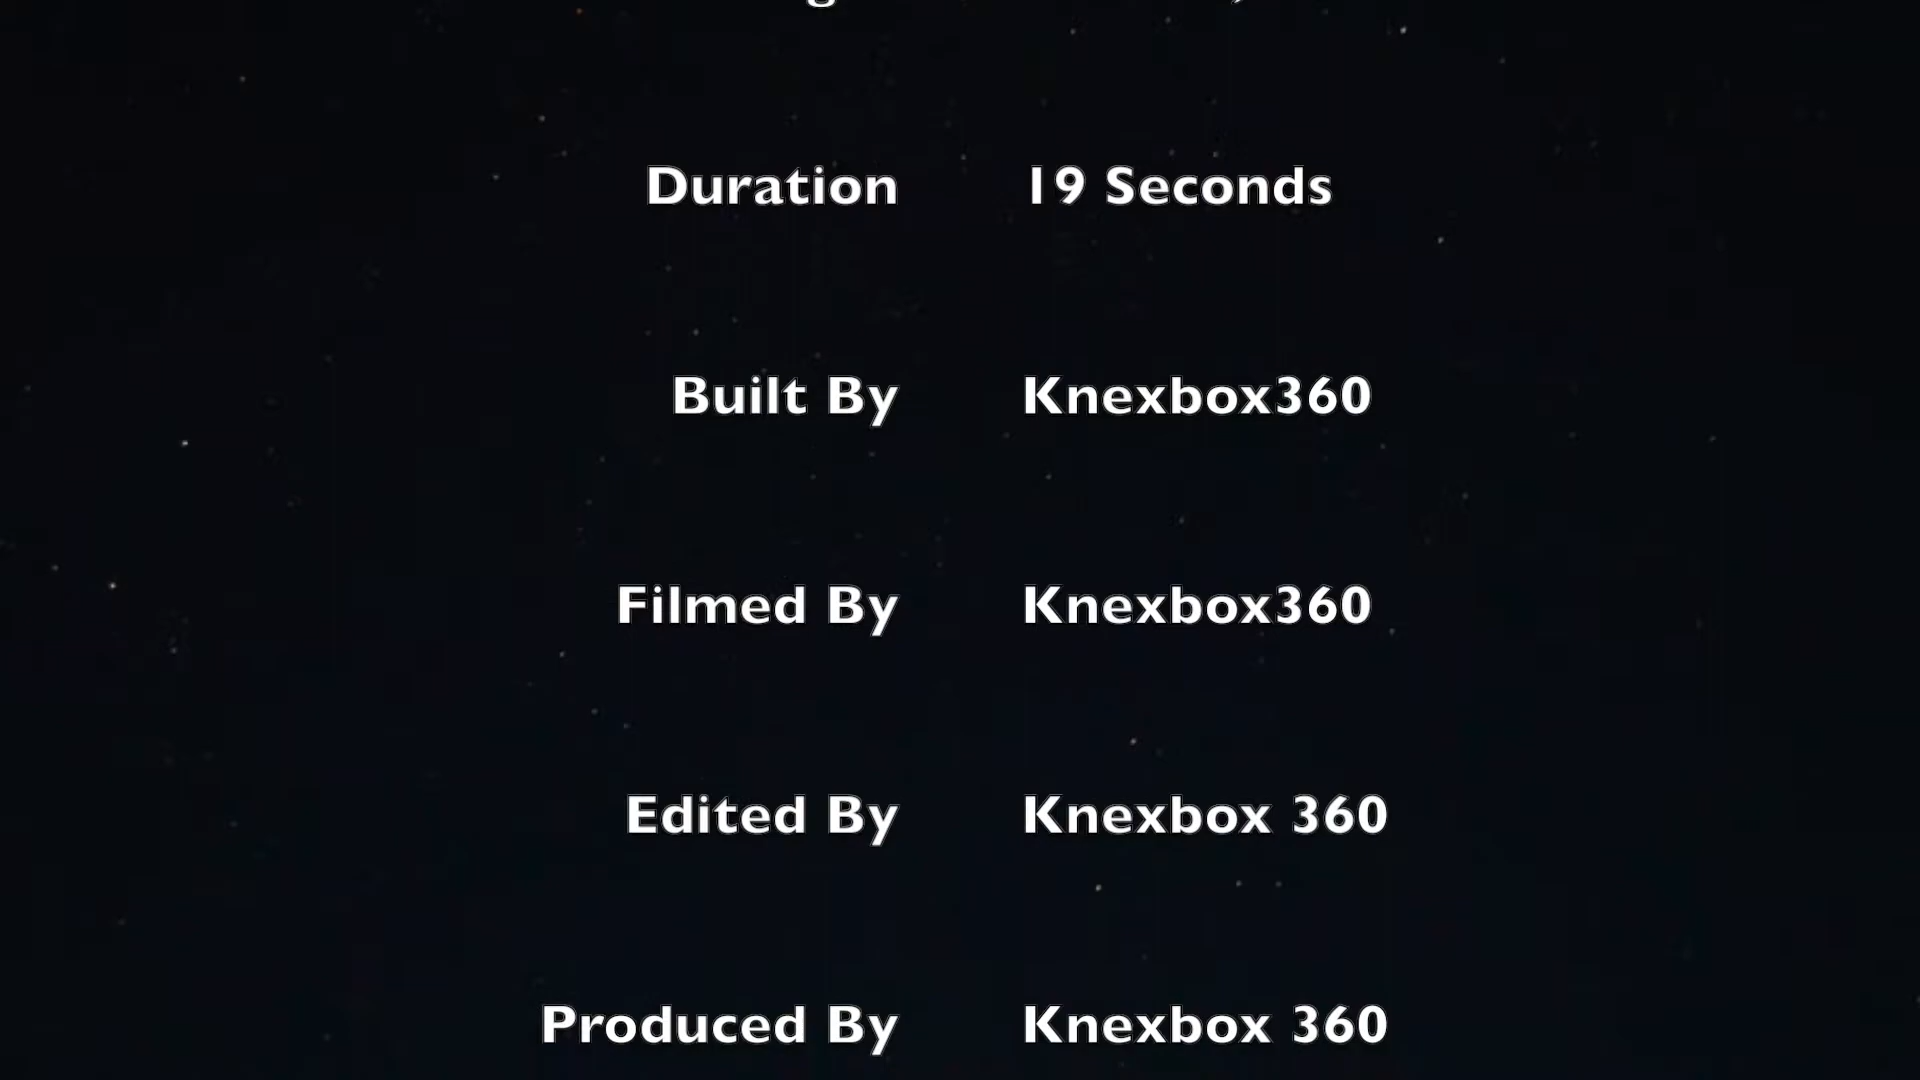 Duration 19 Seconds
Built By Knexbox360
Filmed By Knexbox360
Edited By Knexbox 360
Produced By Knexbox 360